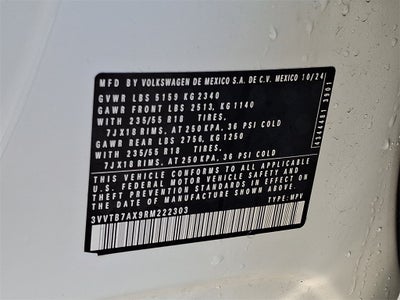 MFD BY VOLKSWAGEN DE MEXICO S.A. DE C.V. MEXICO 10/24
GVWR LBS 5159 KG 2340
GAWR FRONT LBS 2513, KG 1140
WITH 235/55 R18 TIRES.
7JX18 RIMS, AT 250 KPA, 36 PSI COLD
GAWR REAR LBS 2756, KG 1250
WITH 235/55 R18 TIRES.
7JX18 RIMS, AT 250 KPA, 36 PSI COLD
THIS VEHICLE CONFORMS TO ALL APPLICABLE
U.S. FEDERAL MOTOR VEHICLE SAFETY AND
THEFT PREVENTION STANDARDS IN EFFECT ON
THE DATE OF MANUFACTURE SHOWN ABOVE.
3VVTB7AX9RM222303 TYPE: MPV